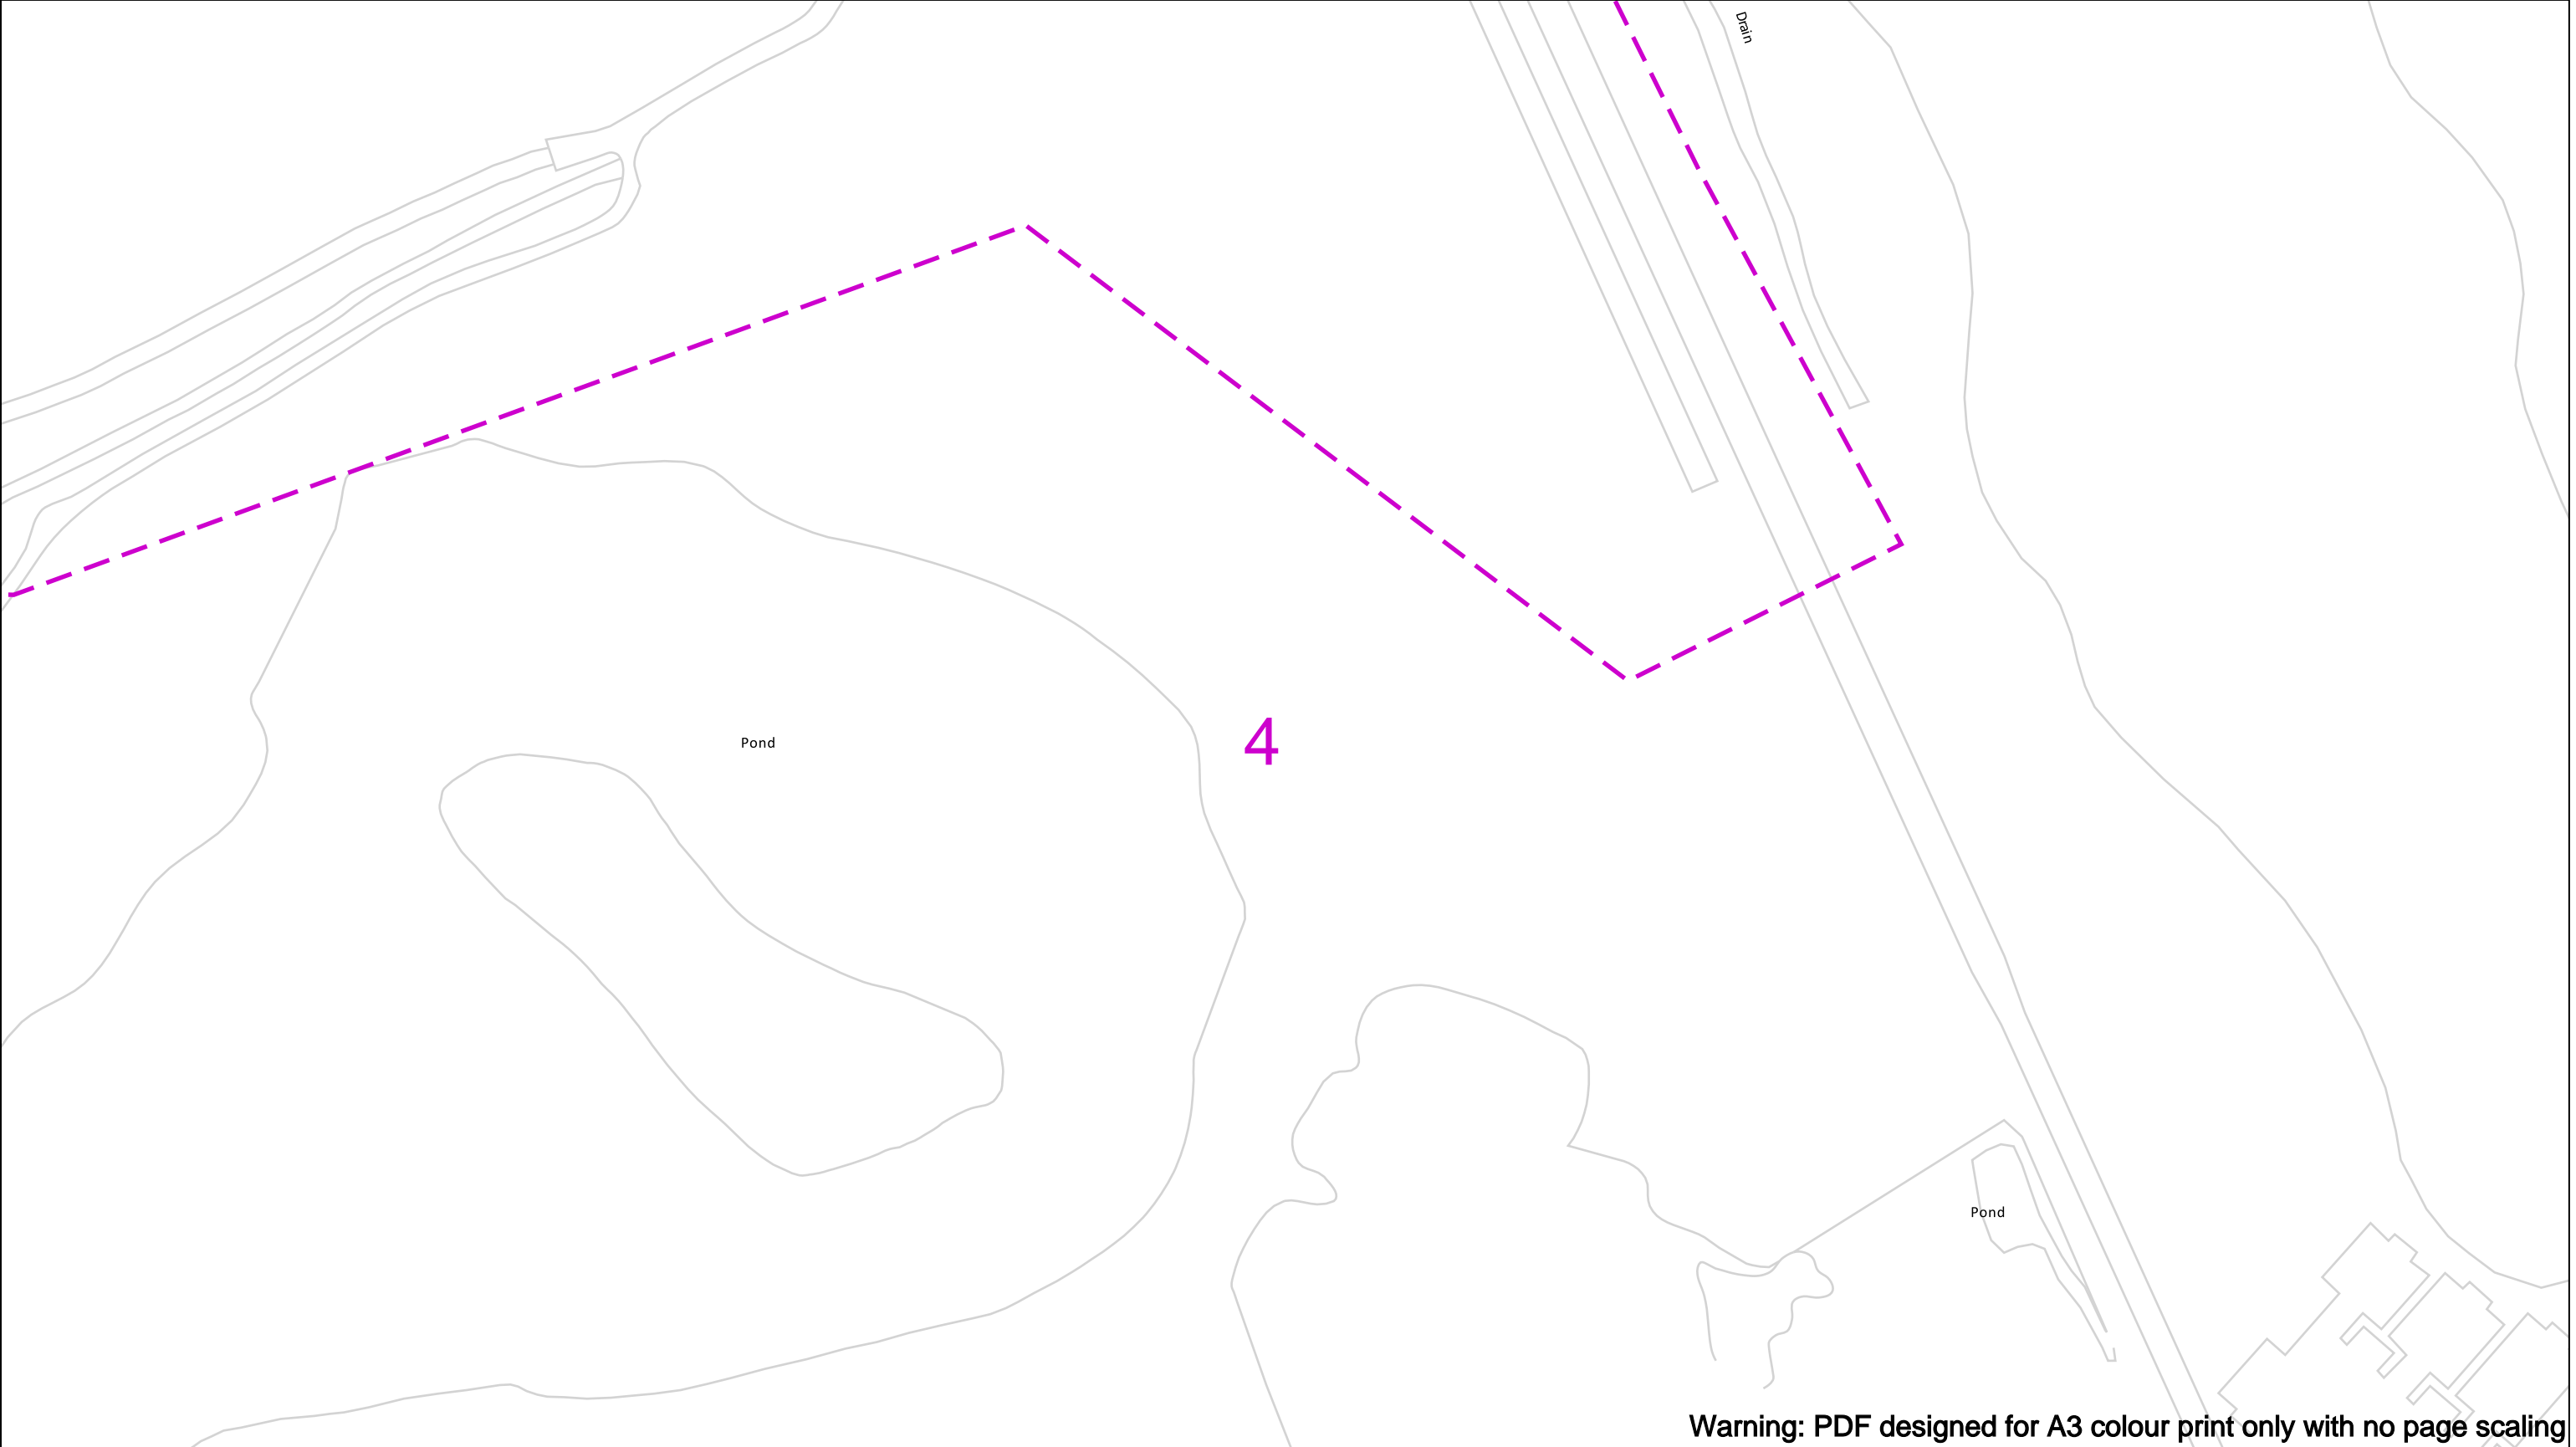 Drain
Pond
4
Pond
Warning: PDF designed for A3 colour print only with no page scaling